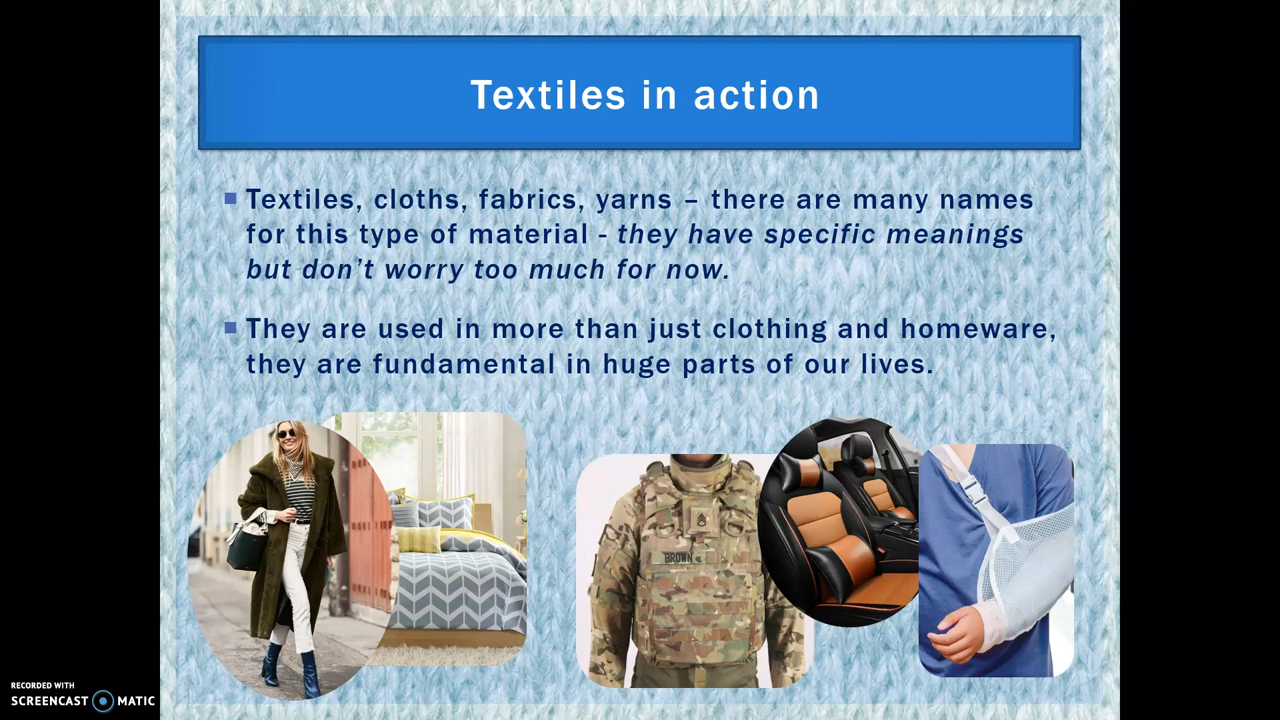 Textiles in action
Textiles, cloths, fabrics, yarns – there are many names
for this type of material - they have specific meanings
but don’t worry too much for now.
They are used in more than just clothing and homeware,
they are fundamental in huge parts of our lives.
BROWN
RECORDED WITH
SCREENCAST MATIC